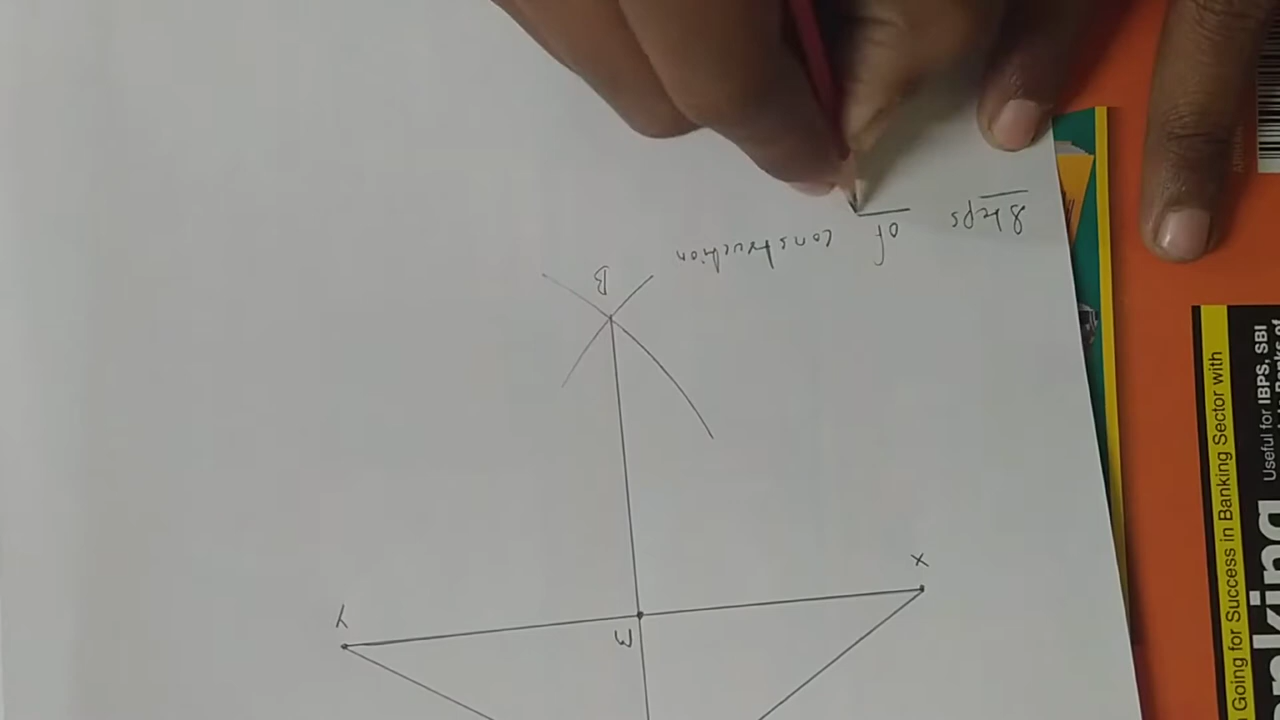 Steps of construction
B
X
Y
M
Going for Success in Banking Sector with
Useful for IBPS, SBI